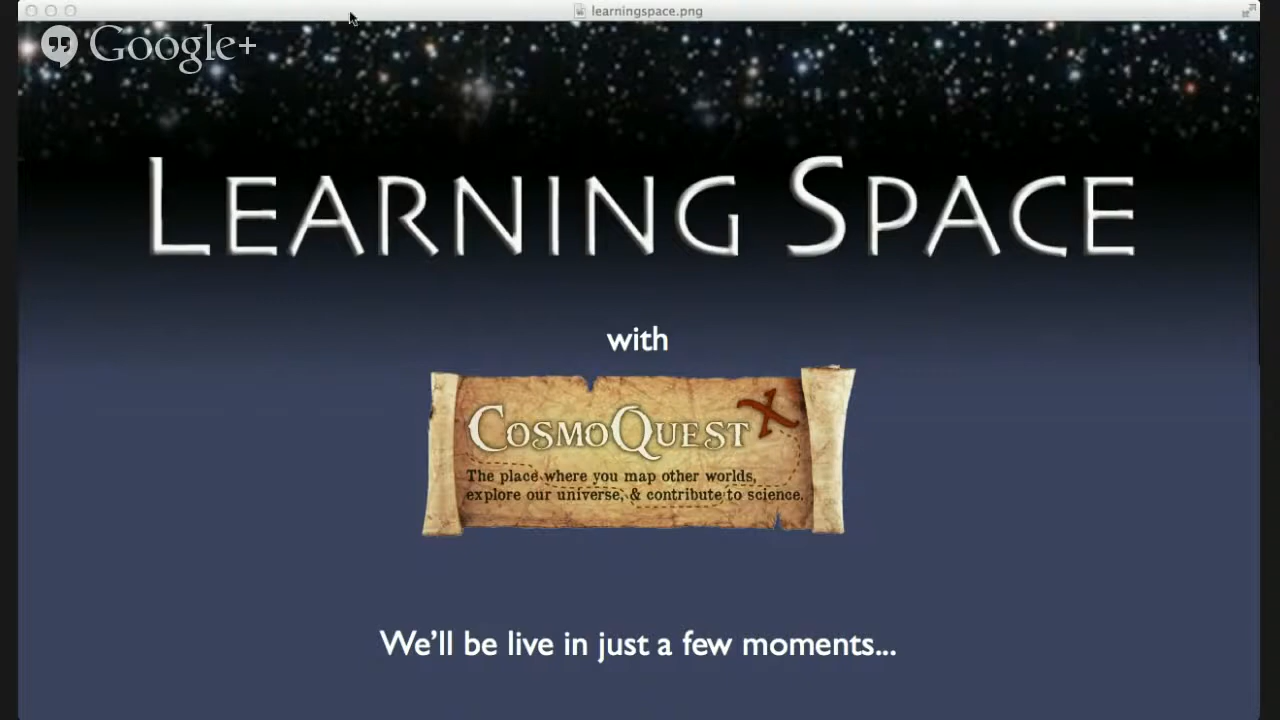 learningspace.png
Google+
LEARNING SPACE
with
COSMOQUEST
The place where you map other worlds,
explore our universe, & contribute to science.
We'll be live in just a few moments...